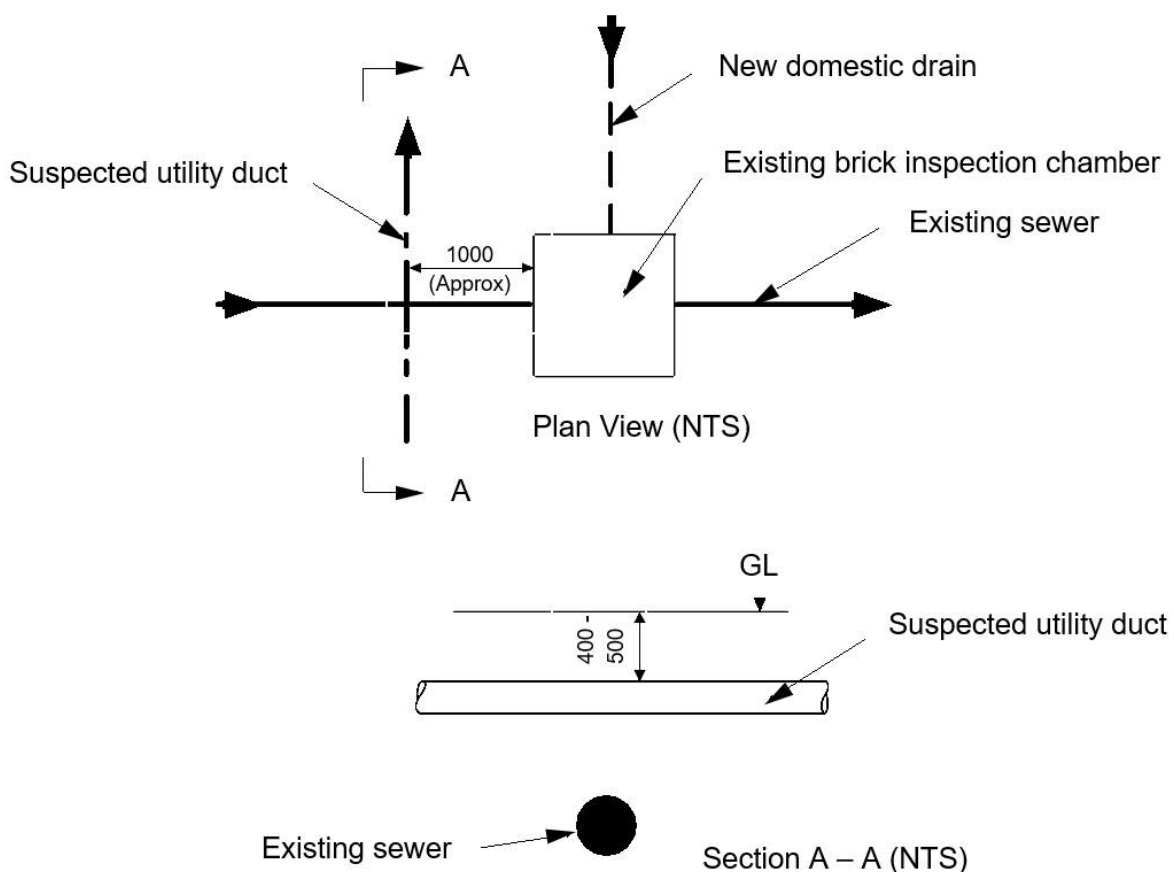 A
New domestic drain
Suspected utility duct
Existing brick inspection chamber
Existing sewer
1000
(Approx)
Plan View (NTS)
A
GL
400 -
500
Suspected utility duct
Existing sewer
Section A – A (NTS)